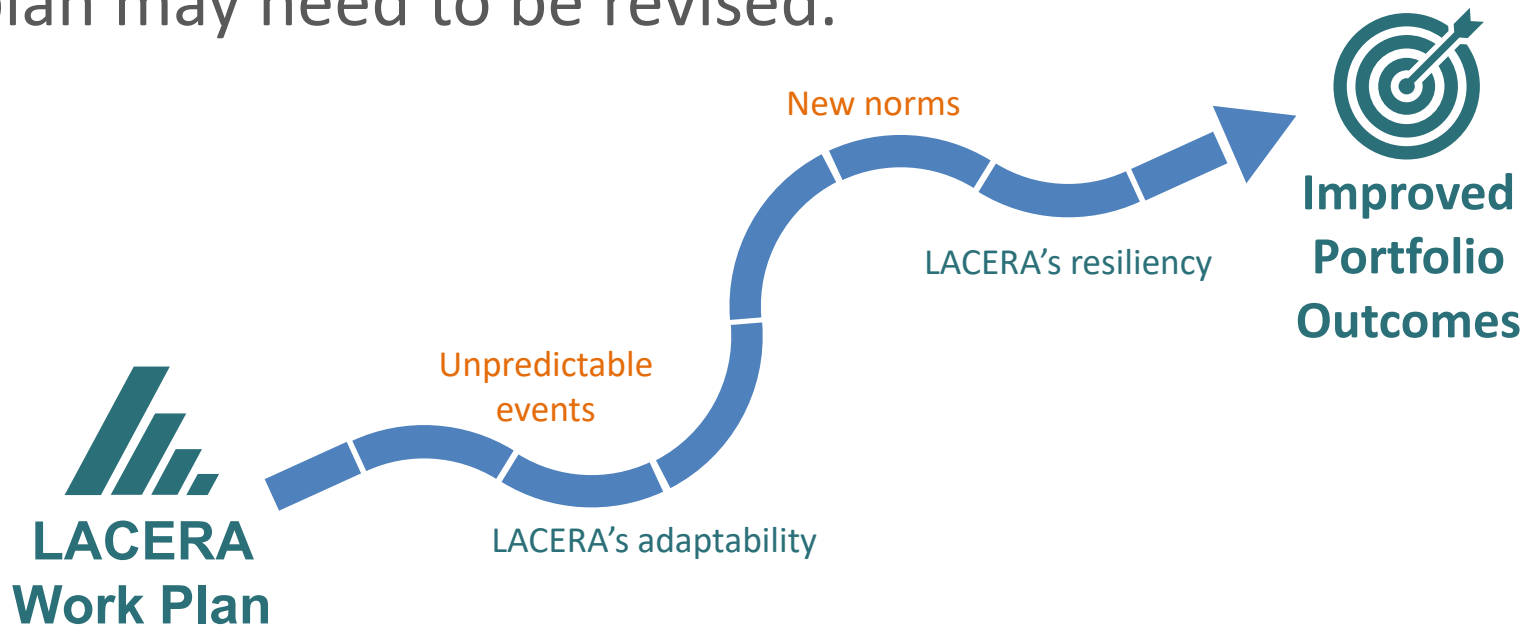 plan may need to be revised.
New norms
Improved
Portfolio
Outcomes
LACERA’s resiliency
Unpredictable
events
LACERA’s adaptability
LACERA
Work Plan